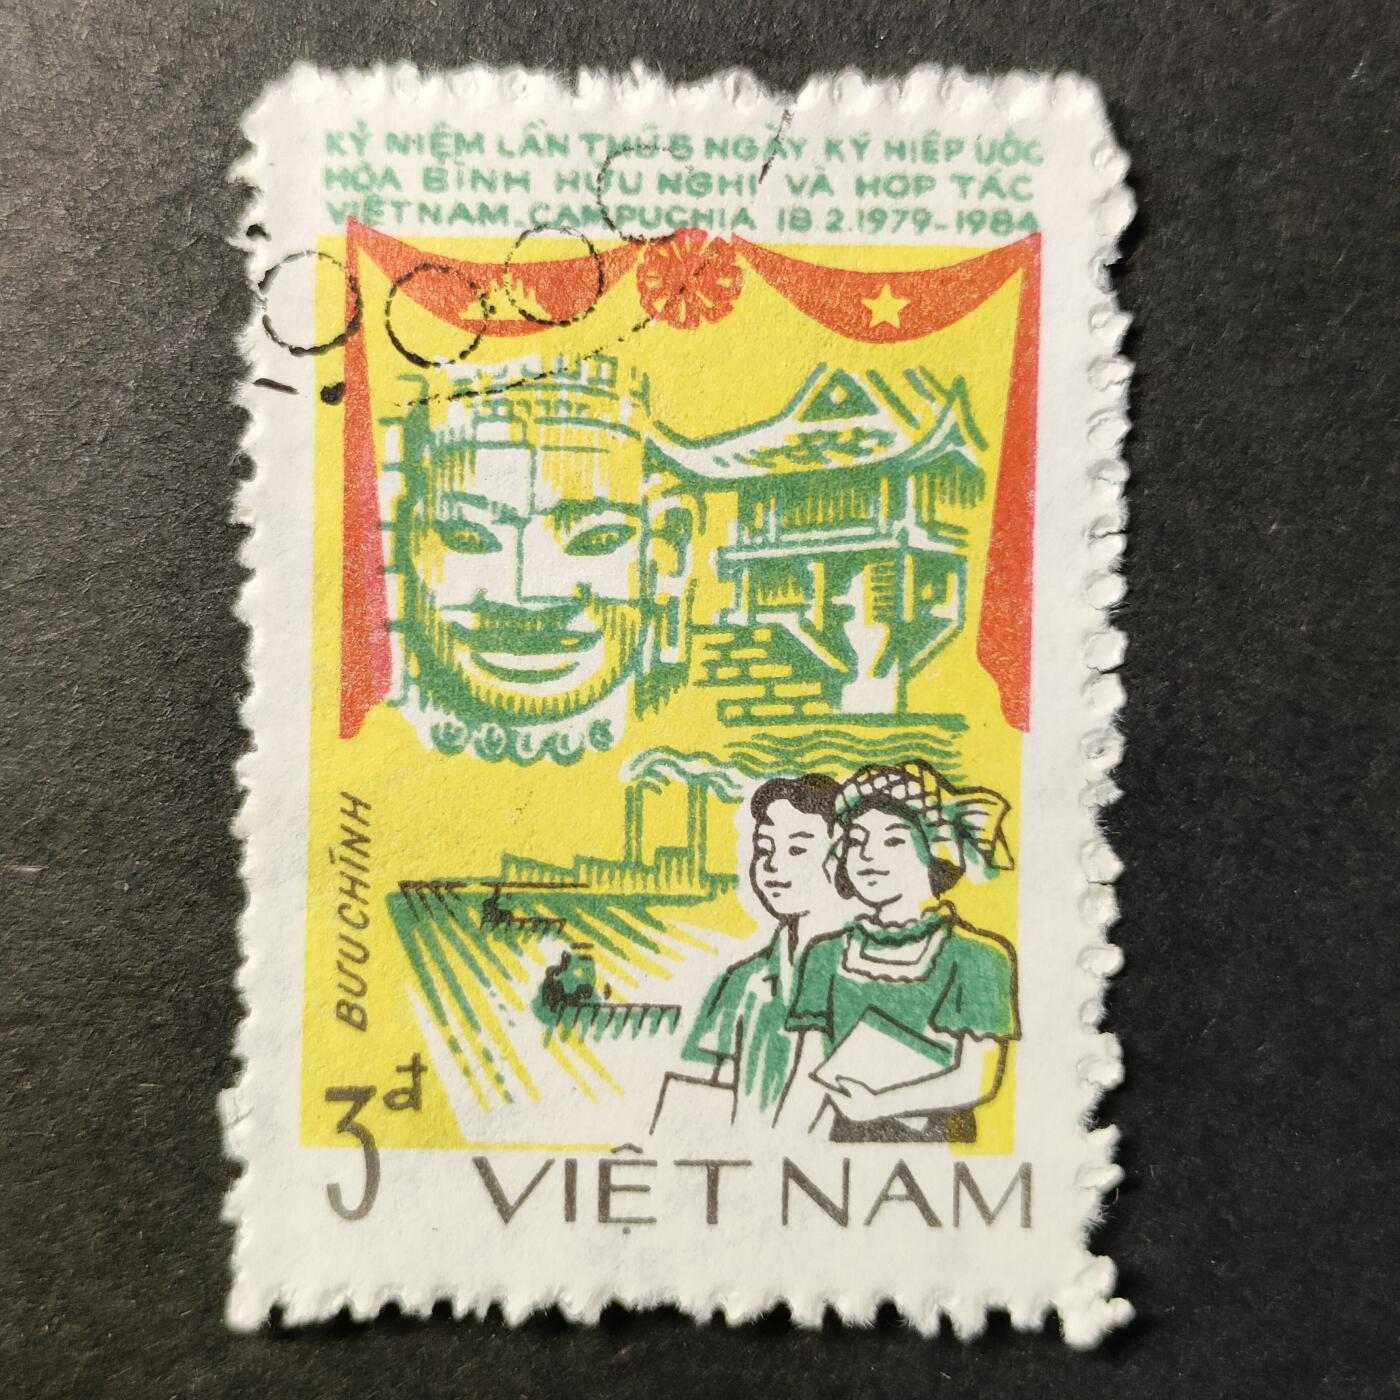 KỶ NIỆM LẦN THỨ 5 NGÀY KÝ HIỆP ƯỚC
HÒA BÌNH HỮU NGHỊ VÀ HỢP TÁC
VIỆT NAM-CAMPUCHIA 18.2.1979-1984
BƯU CHÍNH
3đ
VIỆT NAM